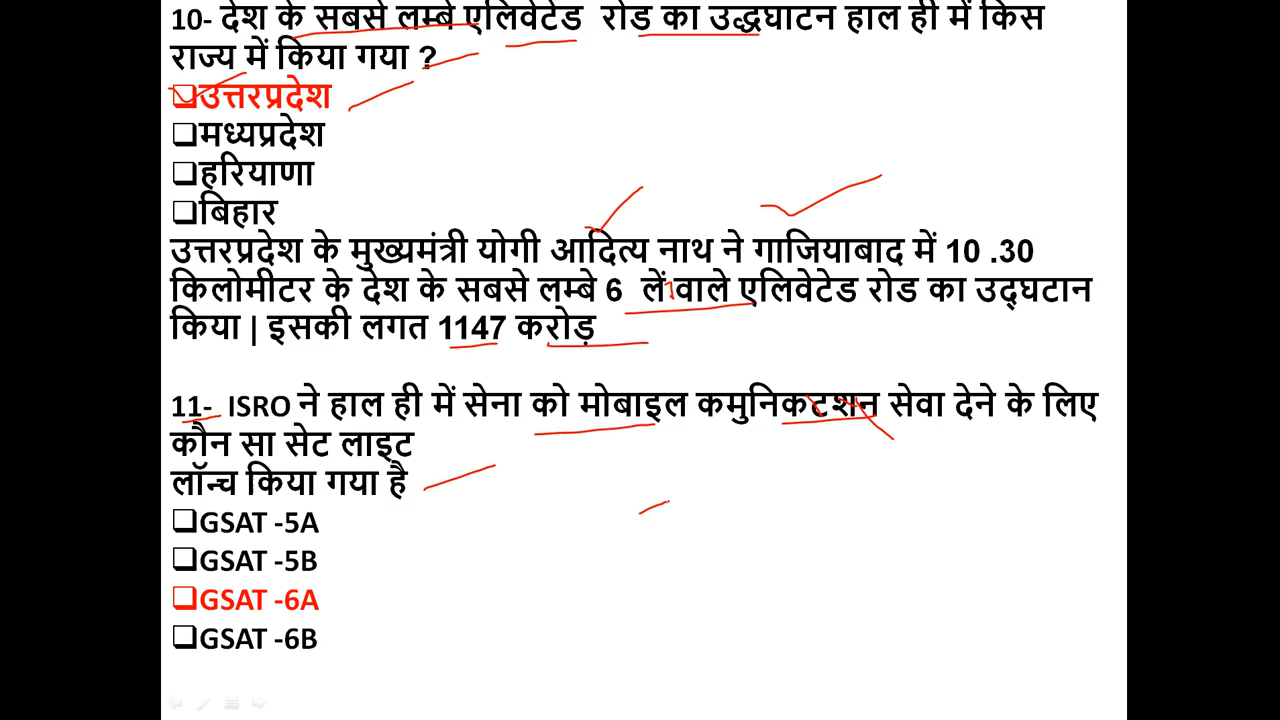 10- देश के सबसे लम्बे एलिवेटेड रोड का उद्धघाटन हाल ही में किस
राज्य में किया गया ?
❑उत्तरप्रदेश
❑मध्यप्रदेश
❑हरियाणा
❑बिहार
उत्तरप्रदेश के मुख्यमंत्री योगी आदित्य नाथ ने गाजियाबाद में 10 .30
किलोमीटर के देश के सबसे लम्बे 6 लें वाले एलिवेटेड रोड का उद्घटान
किया | इसकी लगत 1147 करोड़
11- ISRO ने हाल ही में सेना को मोबाइल कमुनिकटशन सेवा देने के लिए
कौन सा सेट लाइट
लॉन्च किया गया है
❑GSAT -5A
❑GSAT -5B
❑GSAT -6A
❑GSAT -6B